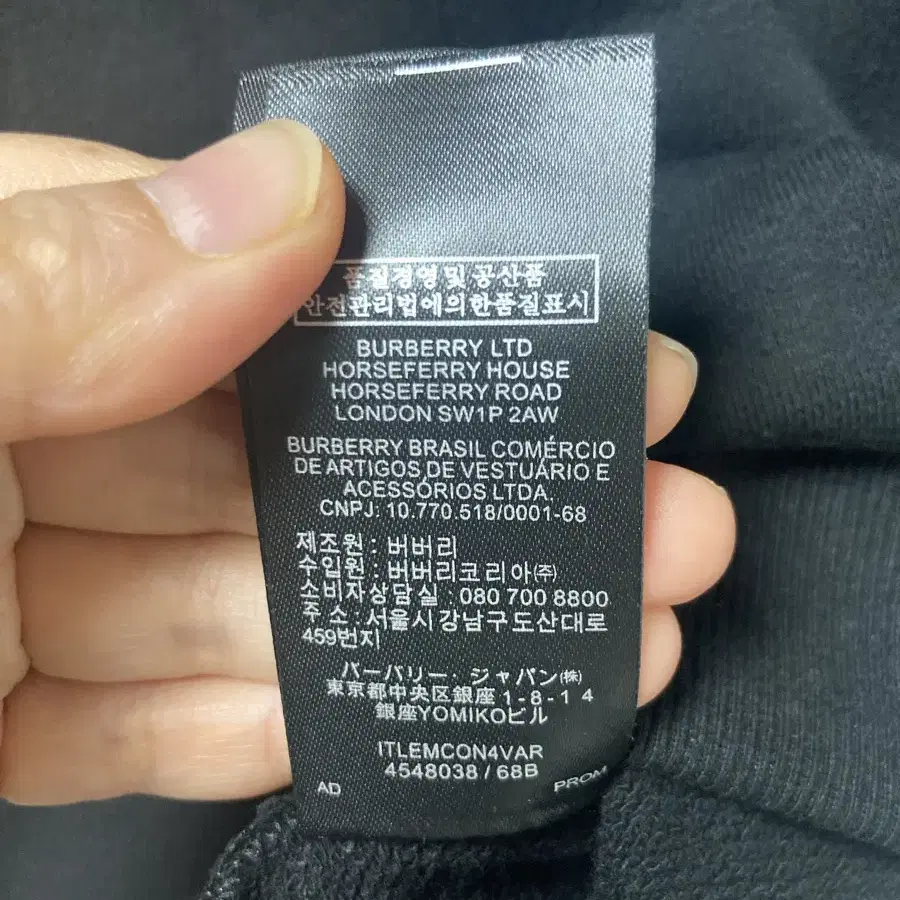 품질경영및공산품
안전관리법에의한품질표시
BURBERRY LTD
HORSEFERRY HOUSE
HORSEFERRY ROAD
LONDON SW1P 2AW
BURBERRY BRASIL COMÉRCIO
DE ARTIGOS DE VESTUÁRIO E
ACESSÓRIOS LTDA.
CNPJ: 10.770.518/0001-68
제조원 : 버버리
수입원 : 버버리코리아(주)
소비자상담실 : 080 700 8800
주 소 : 서울시강남구도산대로
459번지
バーバリー・ジャパン(株)
東京都中央区銀座1-8-14
銀座YOMIKOビル
ITLEMCON4VAR
4548038 / 68B
AD
PROM